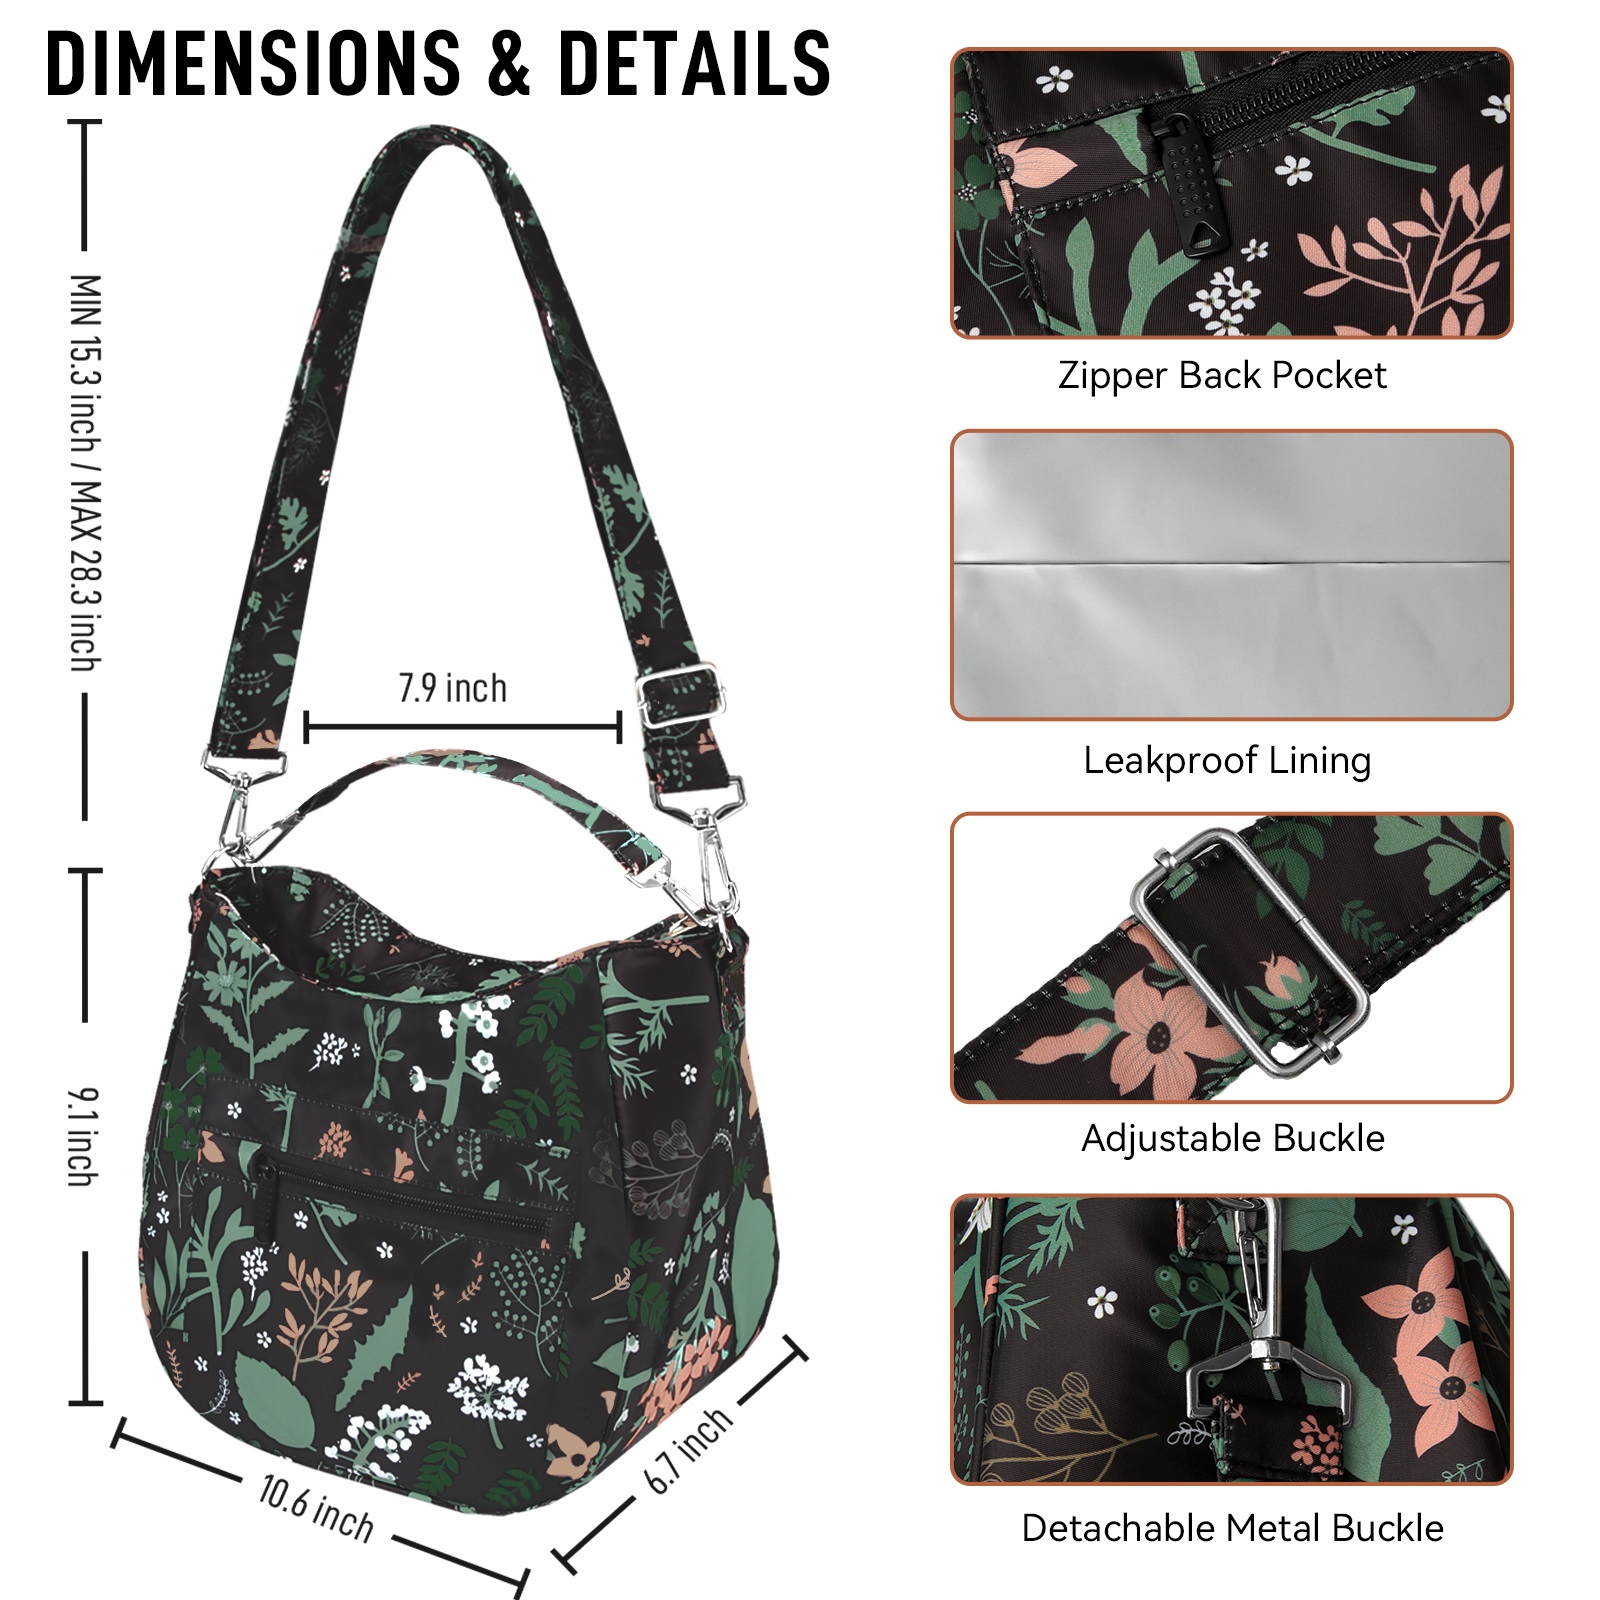 DIMENSIONS & DETAILS
MIN 15.3 inch / MAX 28.3 inch
7.9 inch
9.1 inch
10.6 inch
6.7 inch
Zipper Back Pocket
Leakproof Lining
Adjustable Buckle
Detachable Metal Buckle